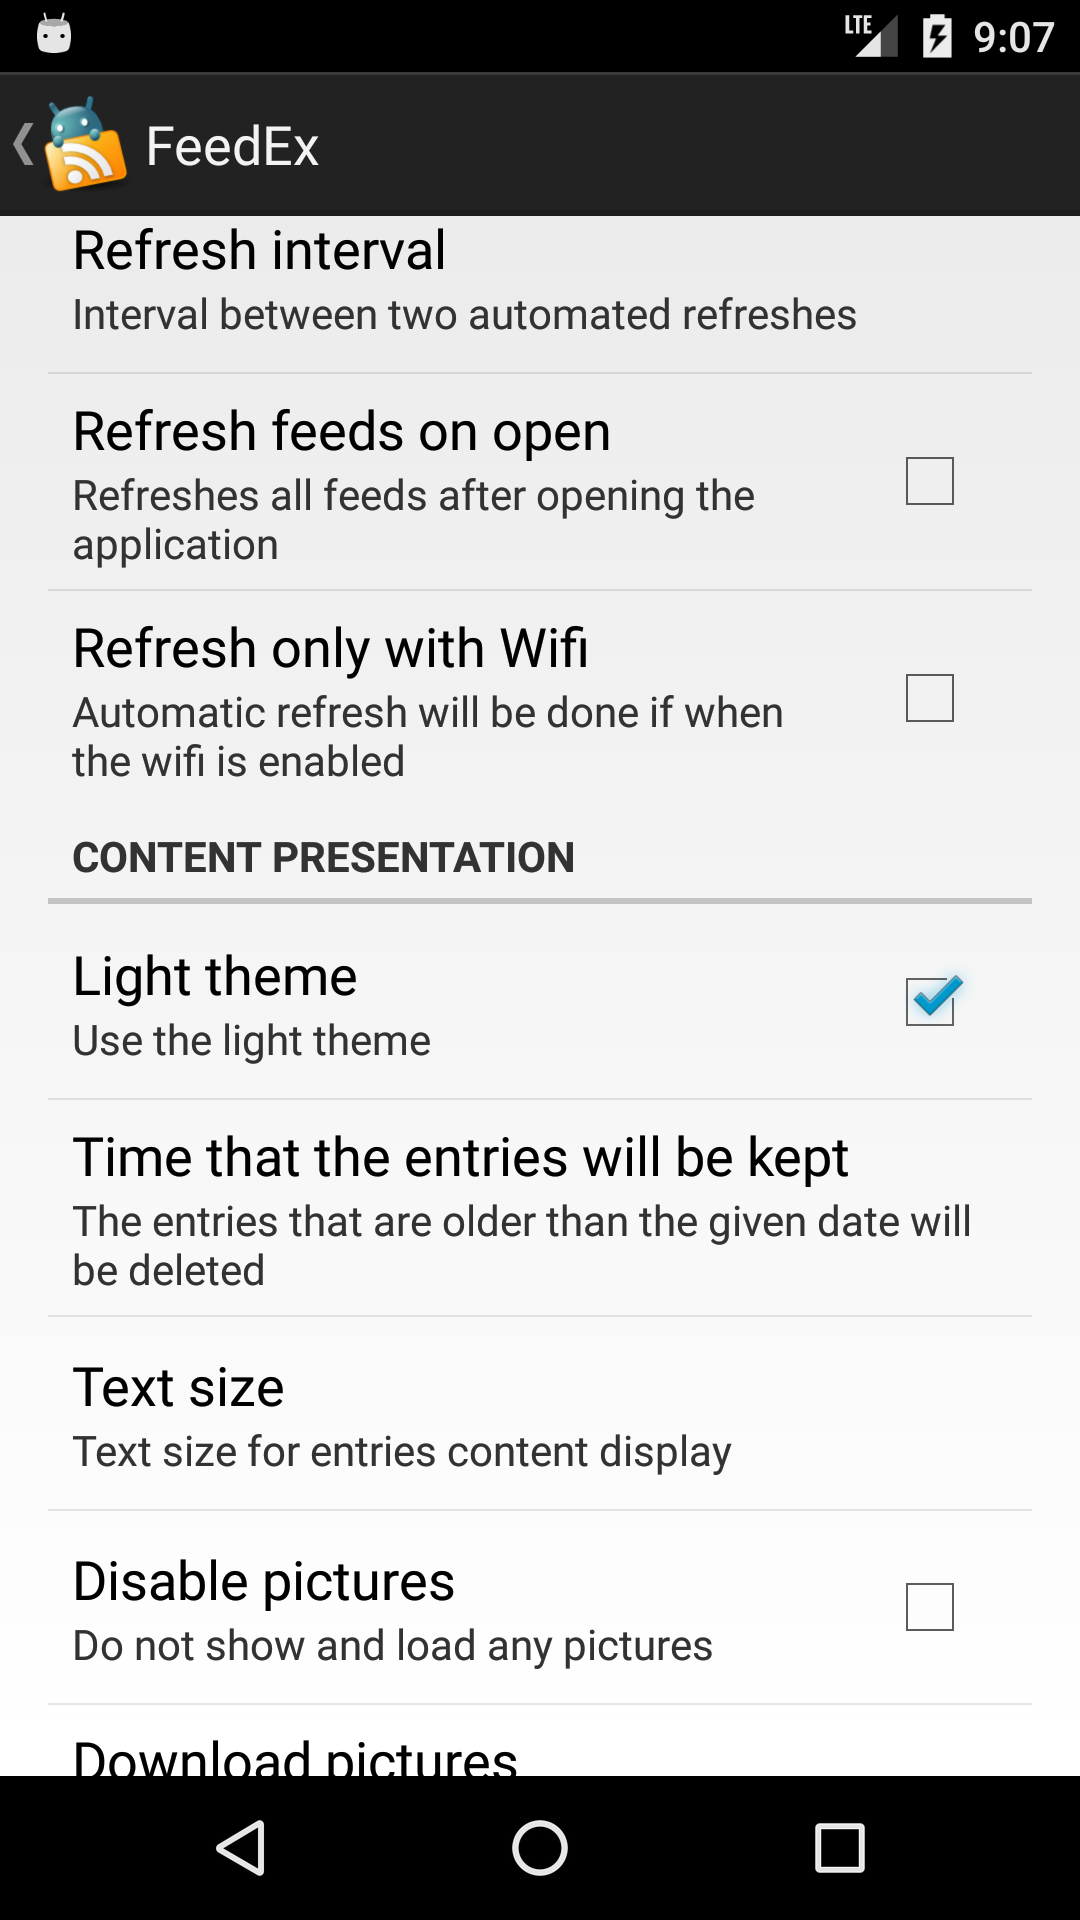 LTE 9:07
FeedEx
Refresh interval
Interval between two automated refreshes
Refresh feeds on open
Refreshes all feeds after opening the
application
Refresh only with Wifi
Automatic refresh will be done if when
the wifi is enabled
CONTENT PRESENTATION
Light theme
Use the light theme
Time that the entries will be kept
The entries that are older than the given date will
be deleted
Text size
Text size for entries content display
Disable pictures
Do not show and load any pictures
Download pictures